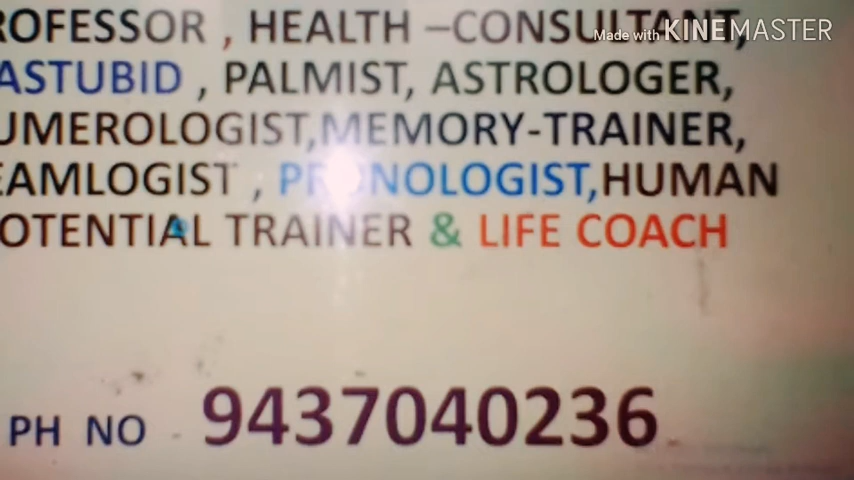 ROFESSOR , HEALTH –CONSULTANT,
Made with KINEMASTER
ASTUBID , PALMIST, ASTROLOGER,
UMEROLOGIST,MEMORY-TRAINER,
EAMLOGIST , HUMAN
OTENTIAL TRAINER & LIFE COACH
PH NO - 9437040236